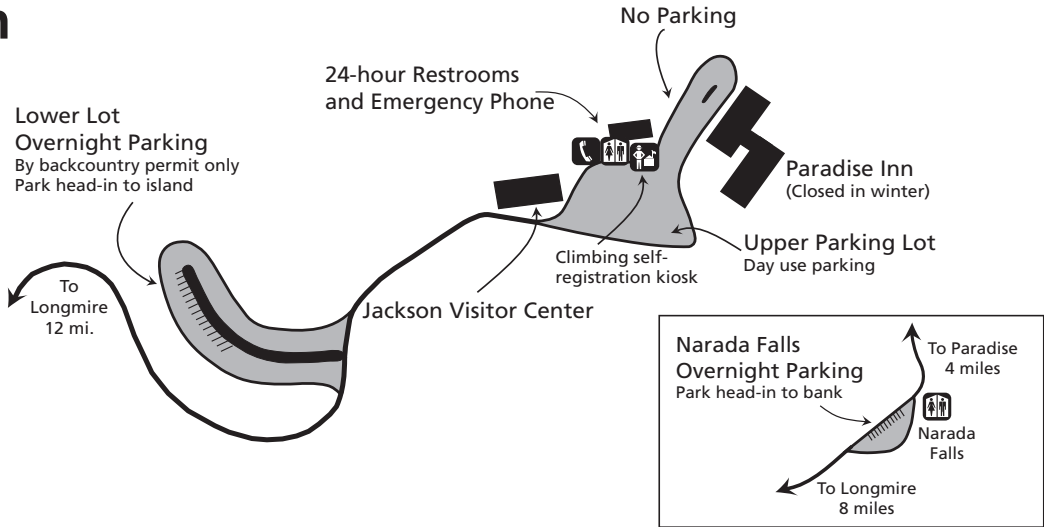 No Parking
24-hour Restrooms
and Emergency Phone
Lower Lot
Overnight Parking
By backcountry permit only
Park head-in to island
Paradise Inn
(Closed in winter)
Upper Parking Lot
Day use parking
Climbing self-
registration kiosk
Jackson Visitor Center
To
Longmire
12 mi.
Narada Falls
Overnight Parking
Park head-in to bank
To Paradise
4 miles
Narada
Falls
To Longmire
8 miles